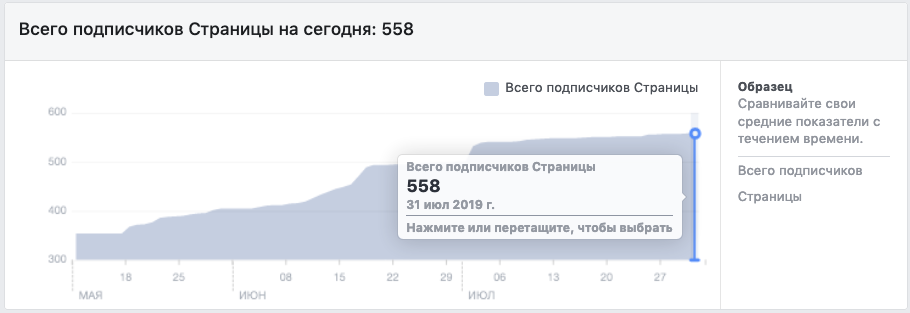 Всего подписчиков Страницы на сегодня: 558
Всего подписчиков Страницы
600
500
400
300
Всего подписчиков Страницы
558
31 июл 2019 г.
Нажмите или перетащите, чтобы выбрать
18
25
08
15
22
29
06
13
20
27
МАЯ
ИЮН
ИЮЛ
Образец
Сравнивайте свои
средние показатели с
течением времени.
Всего подписчиков
Страницы